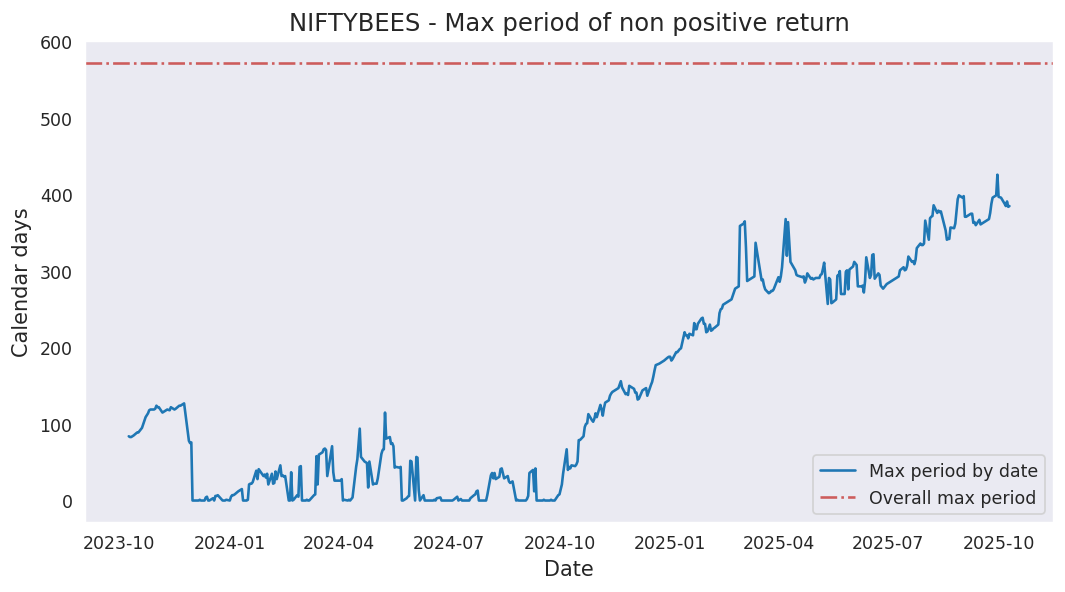 NIFTYBEES - Max period of non positive return
600
500
400
300
200
100
0
Calendar days
2023-10 2024-01 2024-04 2024-07 2024-10 2025-01 2025-04 2025-07 2025-10
Date
Max period by date
Overall max period